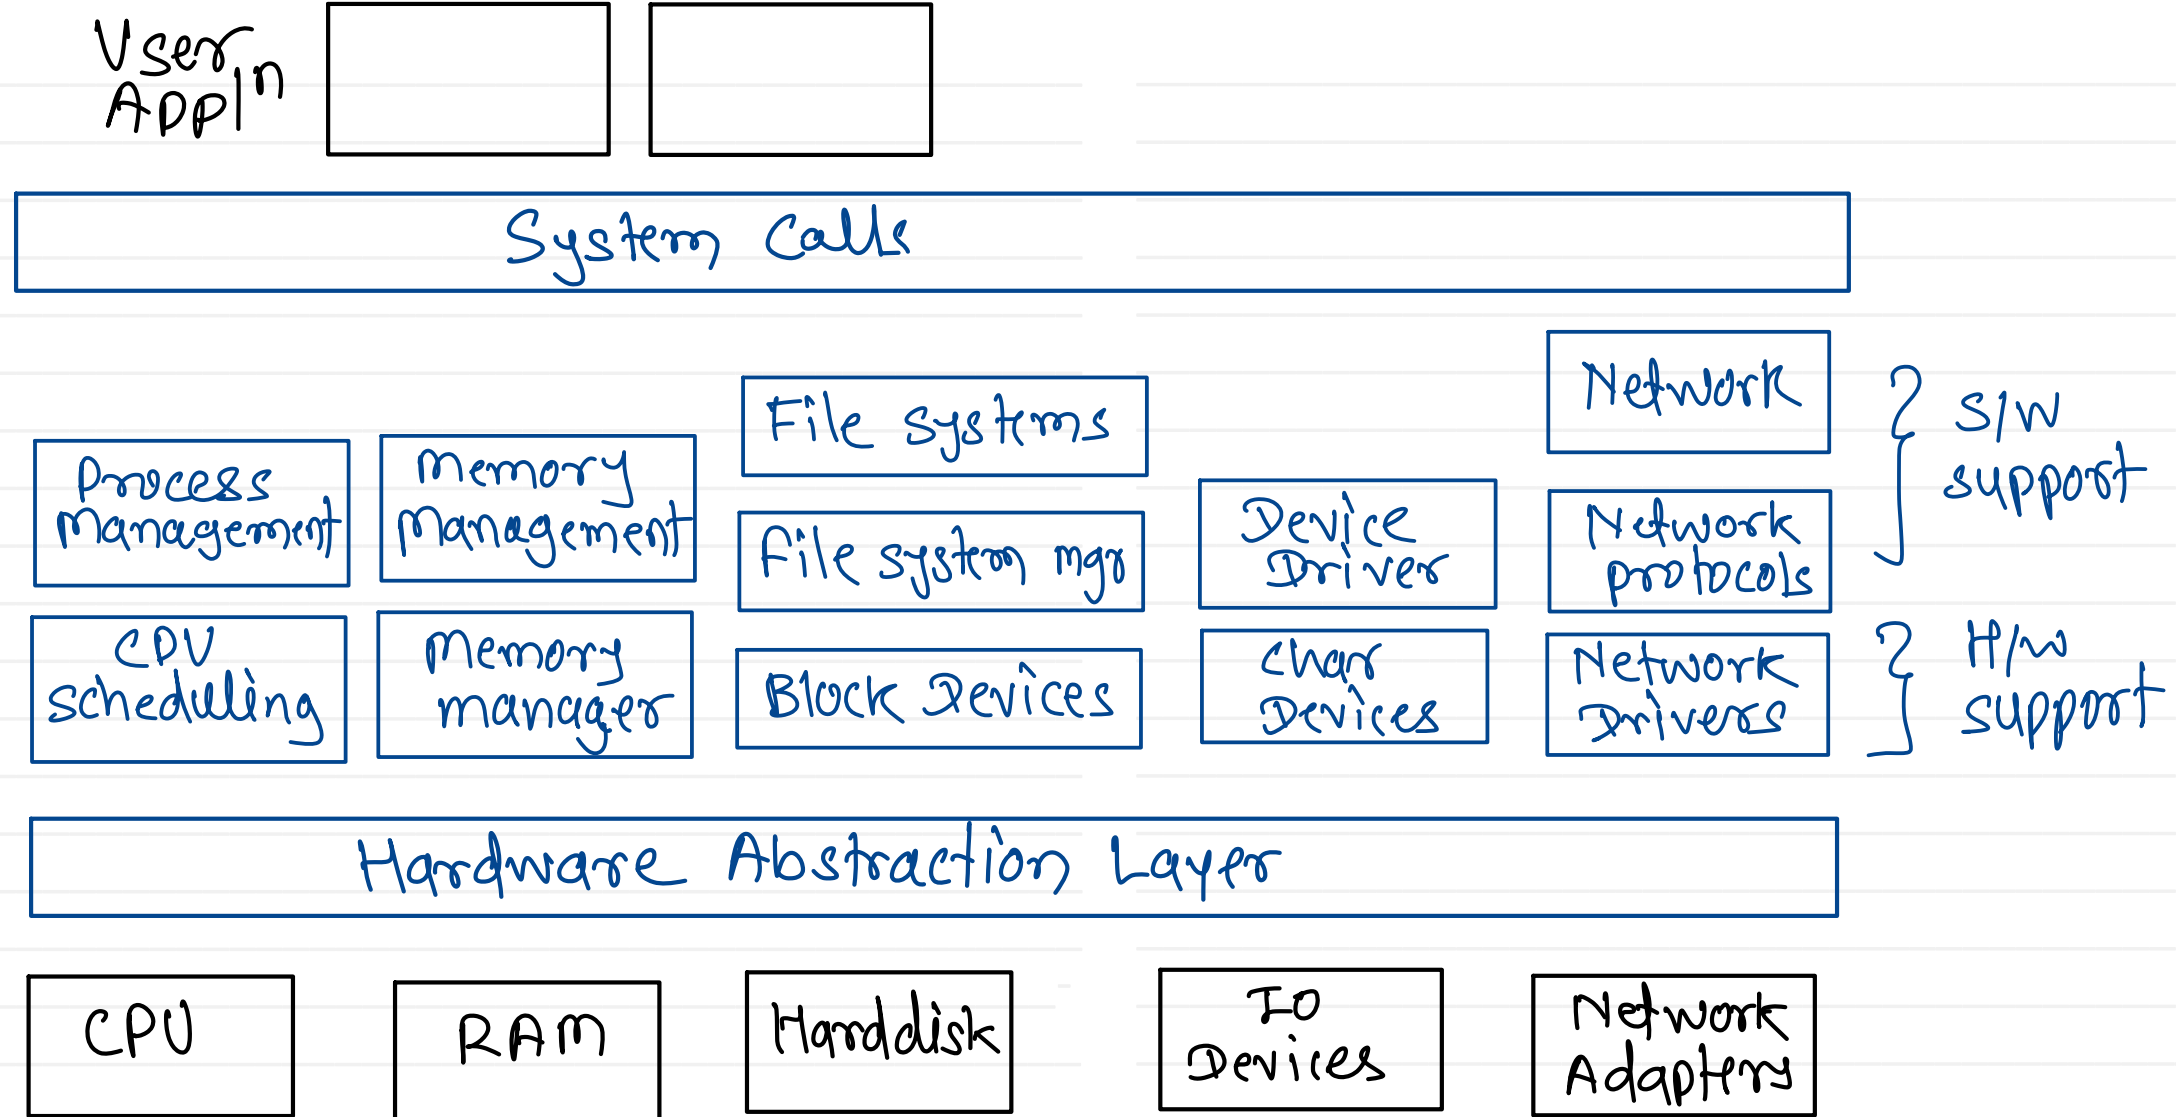 User
Appln
System Calls
Process
Management
Memory
Management
File systems
File system mgr
Device
Driver
Network
Network
protocols
S/W
support
CPU
scheduling
Memory
manager
Block Devices
char
Devices
Network
Drivers
H/w
support
Hardware Abstraction Layer
CPU
RAM
Harddisk
IO
Devices
Network
Adapters